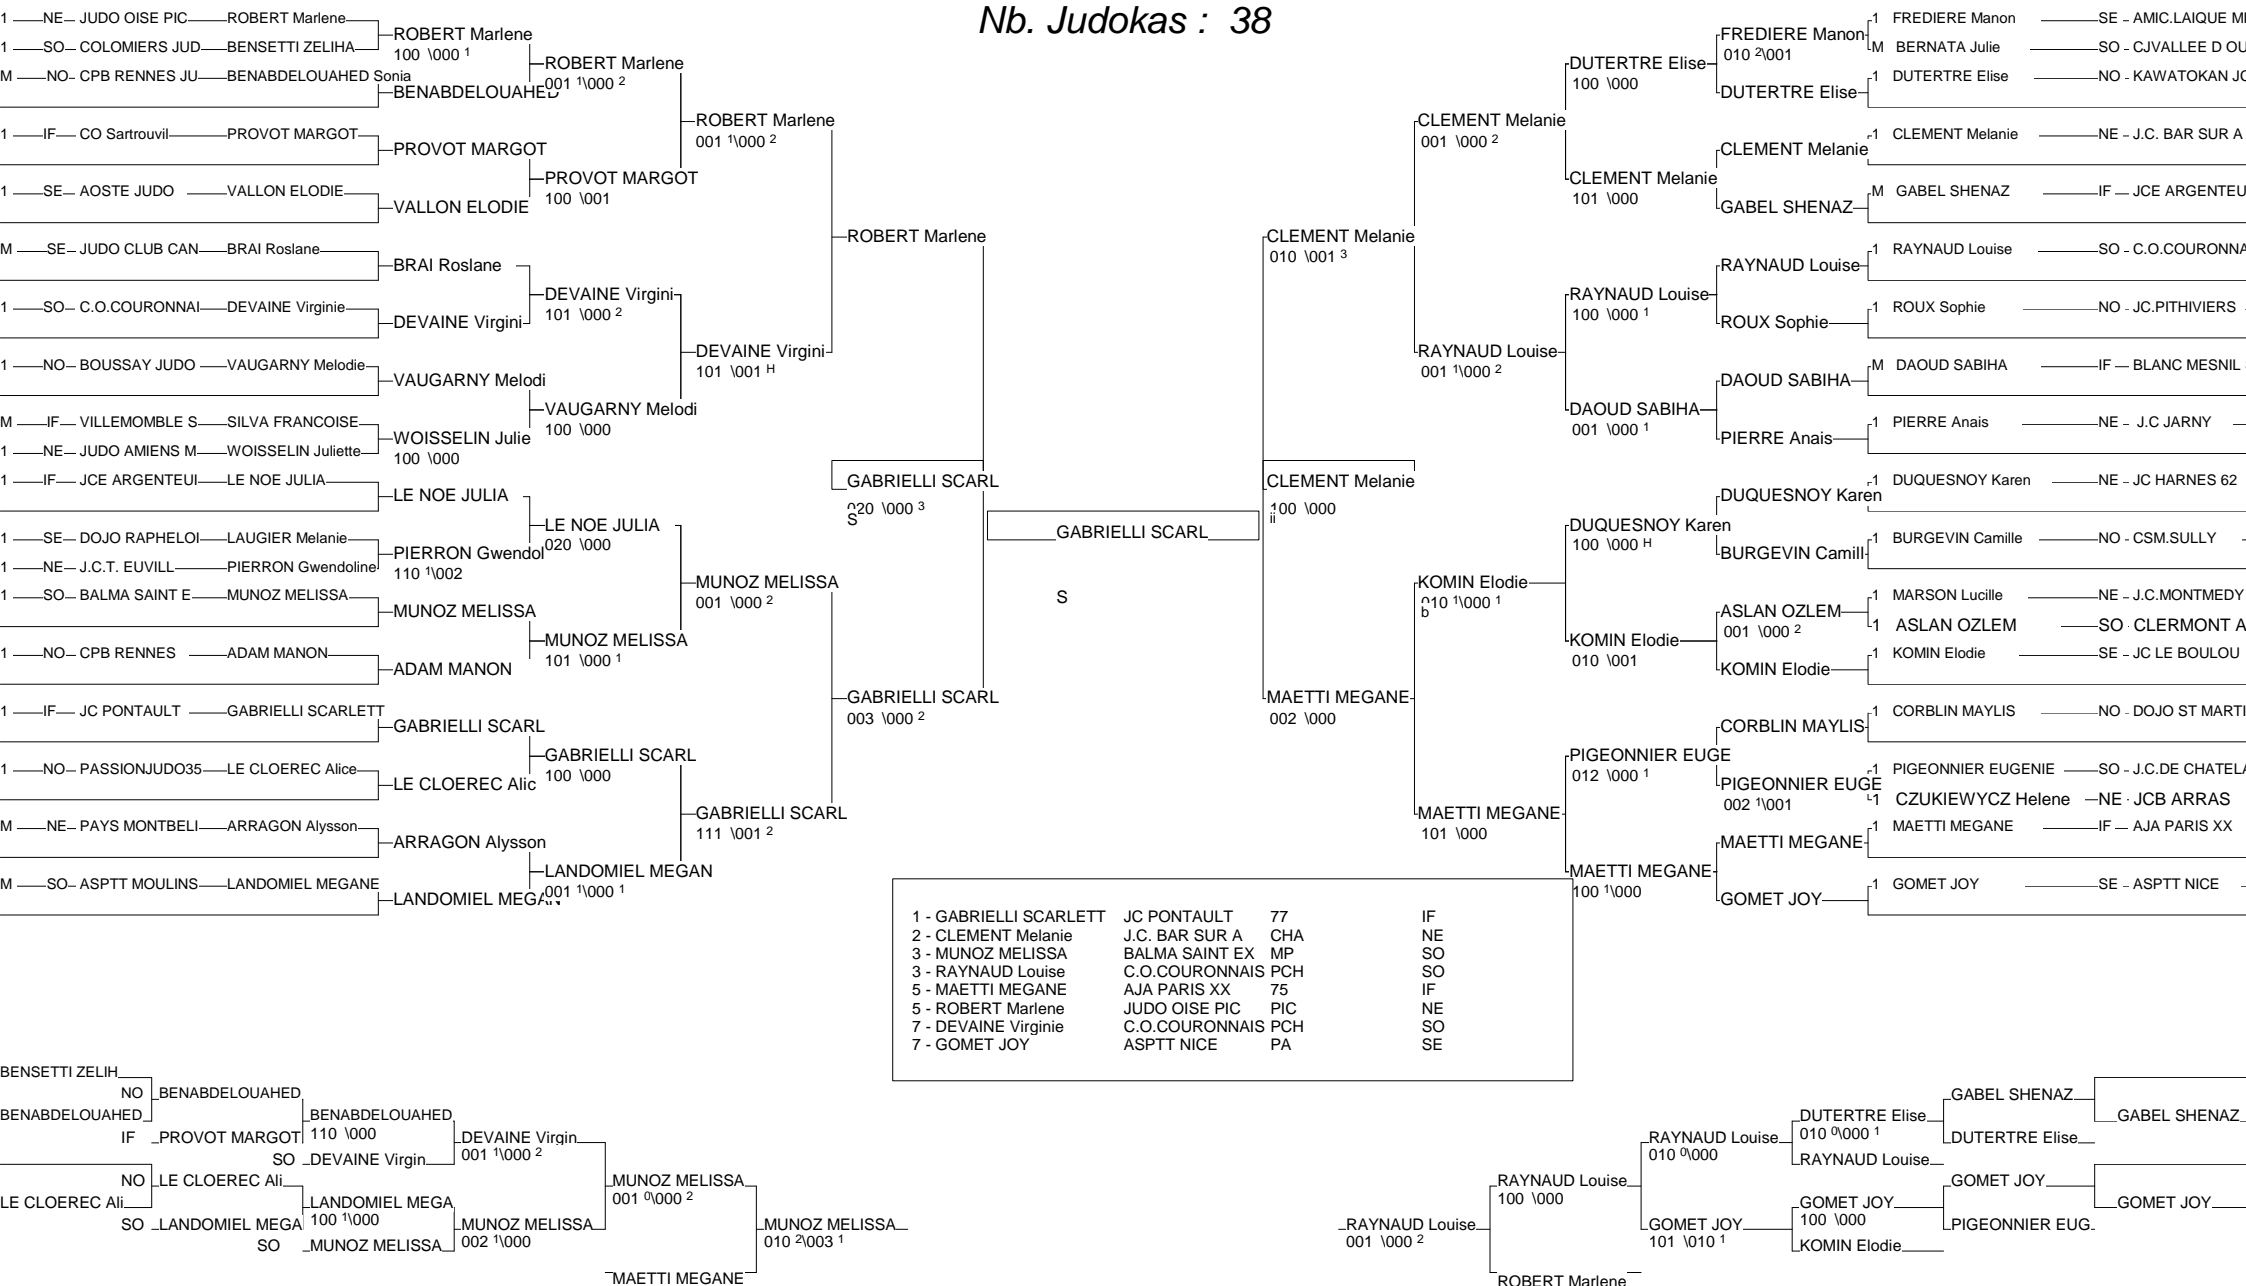 Nb. Judokas : 38
1 NE JUDO OISE PIC ROBERT Marlene
1 SO COLOMIERS JUD BENSETTI ZELIHA
M NO CPB RENNES JU BENABDELOUAHED Sonia
1 IF CO Sartrouvil PROVOT MARGOT
1 SE AOSTE JUDO VALLON ELODIE
M SE JUDO CLUB CAN BRAI Roslane
1 SO C.O.COURONNAI DEVAINE Virginie
1 NO BOUSSAY JUDO VAUGARNY Melodie
M IF VILLEMOMBLE S SILVA FRANCOISE
1 NE JUDO AMIENS M WOISSELIN Juliette
1 IF JCE ARGENTEUI LE NOE JULIA
1 SE DOJO RAPHELOI LAUGIER Melanie
1 NE J.C.T. EUVILL PIERRON Gwendoline
1 SO BALMA SAINT E MUNOZ MELISSA
1 NO CPB RENNES ADAM MANON
1 IF JC PONTAULT GABRIELLI SCARLETT
1 NO PASSIONJUDO35 LE CLOEREC Alice
M NE PAYS MONTBELI ARRAGON Alysson
M SO ASPTT MOULINS LANDOMIEL MEGANE
ROBERT Marlene
100 \000 1
BENABDELOUAHED
PROVOT MARGOT
VALLON ELODIE
BRAI Roslane
DEVAINE Virgini
VAUGARNY Melodi
WOISSELIN Julie
100 \000
LE NOE JULIA
PIERRON Gwendol
110 1\002
MUNOZ MELISSA
ADAM MANON
GABRIELLI SCARL
LE CLOEREC Alic
ARRAGON Alysson
LANDOMIEL MEGAN
ROBERT Marlene
001 1\000 2
PROVOT MARGOT
100 \001
DEVAINE Virgini
101 \000 2
VAUGARNY Melodi
100 \000
LE NOE JULIA
020 \000
MUNOZ MELISSA
101 \000 1
GABRIELLI SCARL
100 \000
LANDOMIEL MEGAN
001 1\000 1
ROBERT Marlene
001 1\000 2
DEVAINE Virgini
101 \001 H
MUNOZ MELISSA
001 \000 2
GABRIELLI SCARL
111 \001 2
ROBERT Marlene
GABRIELLI SCARL
020 \000 3
S
GABRIELLI SCARL
003 \000 2
GABRIELLI SCARL
S
CLEMENT Melanie
010 \001 3
CLEMENT Melanie
100 \000
ii
MAETTI MEGANE
002 \000
CLEMENT Melanie
001 \000 2
RAYNAUD Louise
001 1\000 2
KOMIN Elodie
010 1\000 1
b
MAETTI MEGANE
101 \000
DUTERTRE Elise
100 \000
CLEMENT Melanie
101 \000
RAYNAUD Louise
100 \000 1
DAOUD SABIHA
001 \000 1
DUQUESNOY Karen
100 \000 H
KOMIN Elodie
010 \001
PIGEONNIER EUGE
012 \000 1
MAETTI MEGANE
100 1\000
FREDIERE Manon
010 2\001
DUTERTRE Elise
CLEMENT Melanie
GABEL SHENAZ
RAYNAUD Louise
ROUX Sophie
DAOUD SABIHA
PIERRE Anais
DUQUESNOY Karen
BURGEVIN Camill
ASLAN OZLEM
001 \000 2
KOMIN Elodie
CORBLIN MAYLIS
PIGEONNIER EUGE
002 1\001
MAETTI MEGANE
GOMET JOY
1 FREDIERE Manon SE - AMIC.LAIQUE M
M BERNATA Julie SO - CJVALLEE D OU
1 DUTERTRE Elise NO - KAWATOKAN JC
1 CLEMENT Melanie NE - J.C. BAR SUR A
M GABEL SHENAZ IF - JCE ARGENTEU
1 RAYNAUD Louise SO - C.O.COURONNA
1 ROUX Sophie NO - JC.PITHIVIERS
M DAOUD SABIHA IF - BLANC MESNIL
1 PIERRE Anais NE - J.C JARNY
1 DUQUESNOY Karen NE - JC HARNES 62
1 BURGEVIN Camille NO - CSM.SULLY
1 MARSON Lucille NE - J.C.MONTMEDY
1 ASLAN OZLEM SO - CLERMONT A
1 KOMIN Elodie SE - JC LE BOULOU
1 CORBLIN MAYLIS NO - DOJO ST MARTI
1 PIGEONNIER EUGENIE SO - J.C.DE CHATELA
1 CZUKIEWYCZ Helene NE - JCB ARRAS
1 MAETTI MEGANE IF - AJA PARIS XX
1 GOMET JOY SE - ASPTT NICE
1 - GABRIELLI SCARLETT JC PONTAULT 77 IF
2 - CLEMENT Melanie J.C. BAR SUR A CHA NE
3 - MUNOZ MELISSA BALMA SAINT EX MP SO
3 - RAYNAUD Louise C.O.COURONNAIS PCH SO
5 - MAETTI MEGANE AJA PARIS XX 75 IF
5 - ROBERT Marlene JUDO OISE PIC PIC NE
7 - DEVAINE Virginie C.O.COURONNAIS PCH SO
7 - GOMET JOY ASPTT NICE PA SE
BENSETTI ZELIH
BENABDELOUAHED
LE CLOEREC Ali
NO BENABDELOUAHED
IF PROVOT MARGOT
NO LE CLOEREC Ali
SO LANDOMIEL MEGA
BENABDELOUAHED
110 \000
SO DEVAINE Virgin
LANDOMIEL MEGA
100 1\000
SO MUNOZ MELISSA
DEVAINE Virgin
001 1\000 2
MUNOZ MELISSA
002 1\000
MUNOZ MELISSA
001 0\000 2
MAETTI MEGANE
MUNOZ MELISSA
010 2\003 1
RAYNAUD Louise
001 \000 2
RAYNAUD Louise
100 \000
ROBERT Marlene
RAYNAUD Louise
010 0\000
GOMET JOY
101 \010 1
DUTERTRE Elise
010 0\000 1
RAYNAUD Louise
GOMET JOY
100 \000
KOMIN Elodie
GABEL SHENAZ
DUTERTRE Elise
GOMET JOY
PIGEONNIER EUG
GABEL SHENAZ
GOMET JOY